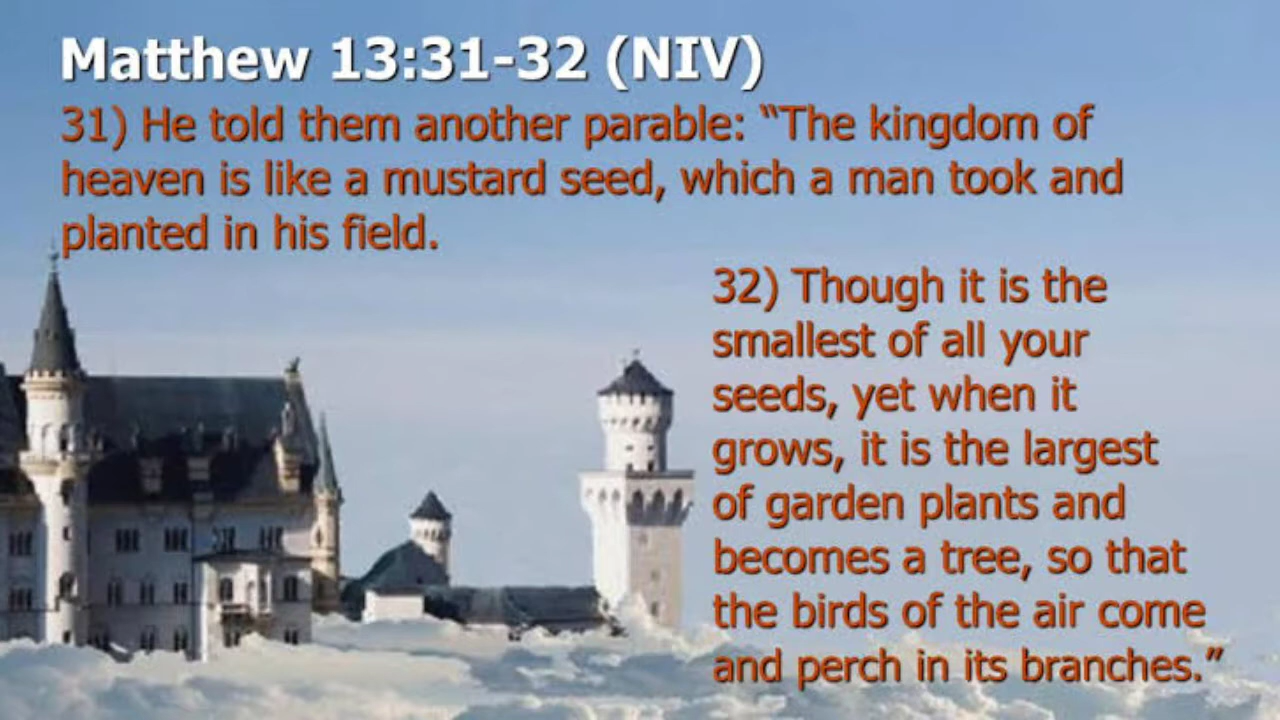 Matthew 13:31-32 (NIV)
31) He told them another parable: “The kingdom of
heaven is like a mustard seed, which a man took and
planted in his field.
32) Though it is the
smallest of all your
seeds, yet when it
grows, it is the largest
of garden plants and
becomes a tree, so that
the birds of the air come
and perch in its branches.”